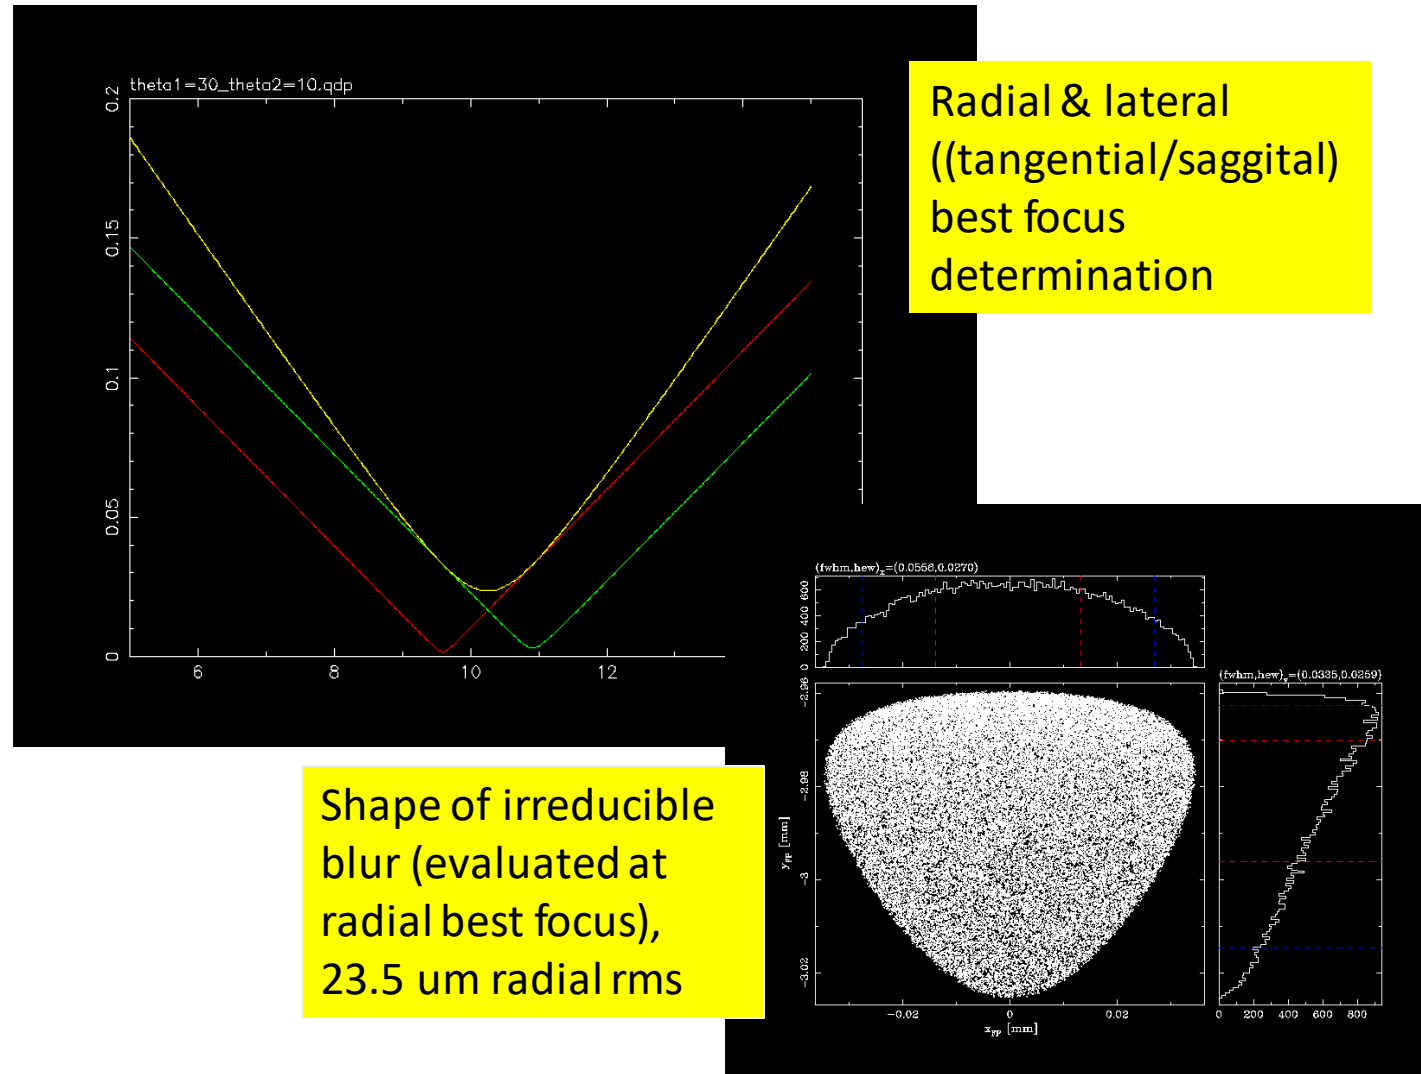 theta1=30_theta2=10.qdp
0.2
0.15
0.1
0.05
0
6 8 10 12
Radial & lateral
((tangential/saggital)
best focus
determination
Shape of irreducible
blur (evaluated at
radial best focus),
23.5 um radial rms
(fwhm,hew)x=(0.0556,0.0270)
600
400
200
0
(fwhm,hew)y=(0.0335,0.0259)
-2.96
-2.98
-3
-3.02
yFP [mm]
-0.02 0 0.02
xFP [mm]
0 200 400 600 800